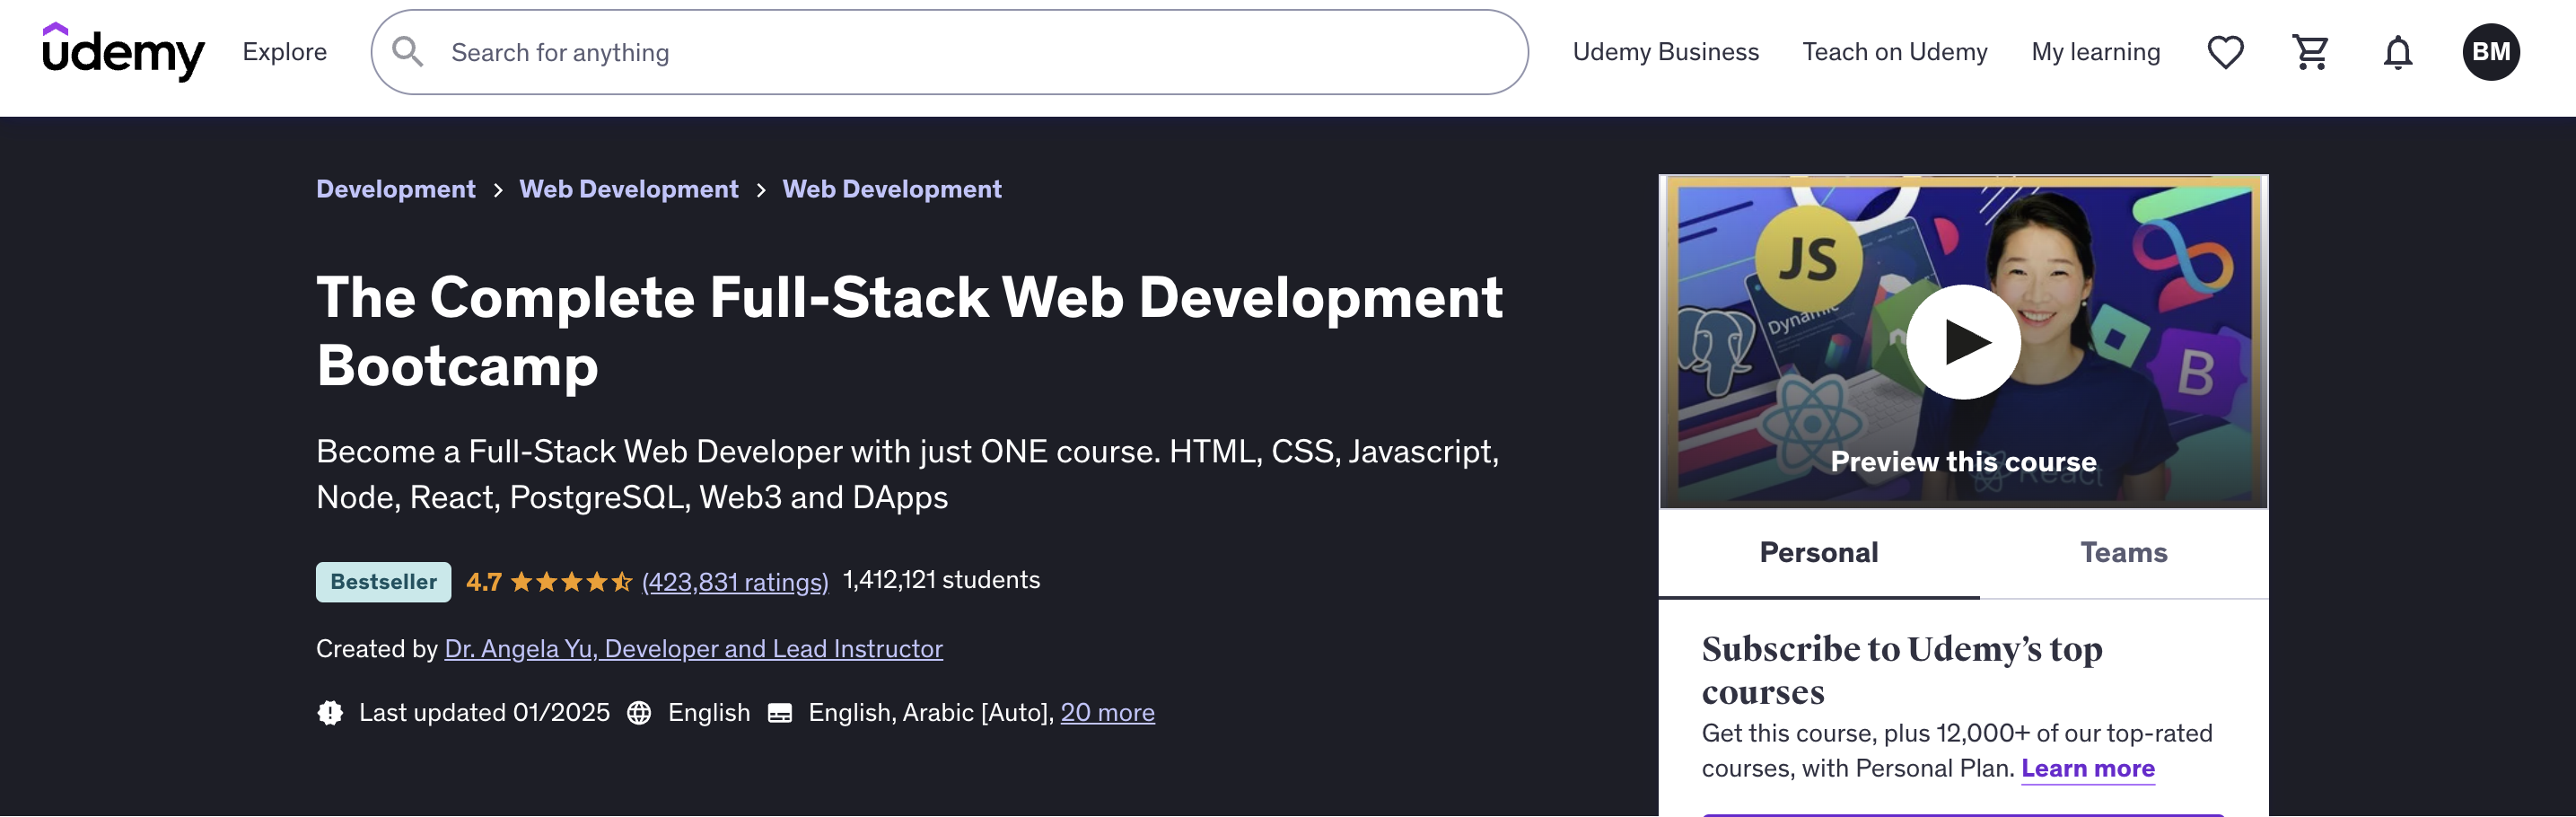 udemy
Explore
Search for anything
Udemy Business
Teach on Udemy
My learning
BM
Development > Web Development > Web Development
The Complete Full-Stack Web Development
Bootcamp
Become a Full-Stack Web Developer with just ONE course. HTML, CSS, Javascript,
Node, React, PostgreSQL, Web3 and DApps
Bestseller 4.7 (423,831 ratings) 1,412,121 students
Created by Dr. Angela Yu, Developer and Lead Instructor
Last updated 01/2025 English English, Arabic [Auto], 20 more
JS
Dynamic
B
React
Preview this course
Personal
Teams
Subscribe to Udemy’s top
courses
Get this course, plus 12,000+ of our top-rated
courses, with Personal Plan. Learn more